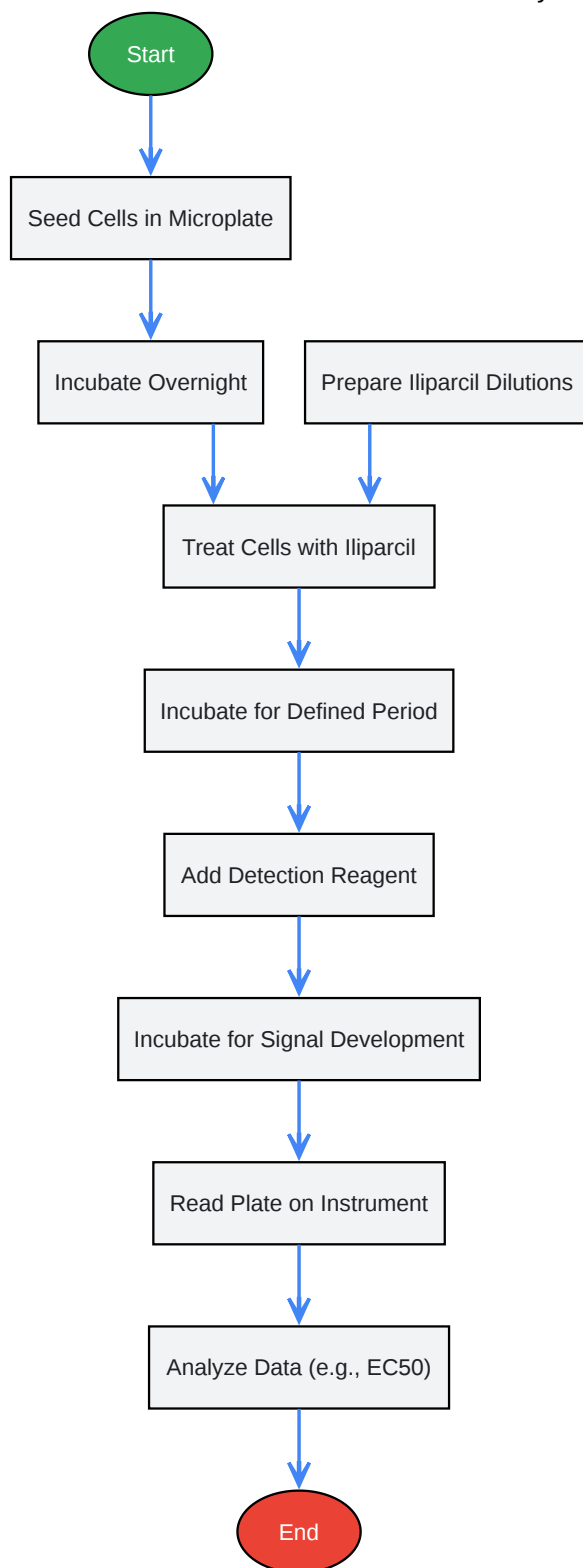 Start
Seed Cells in Microplate
Incubate Overnight
Prepare Iliparcil Dilutions
Treat Cells with Iliparcil
Incubate for Defined Period
Add Detection Reagent
Incubate for Signal Development
Read Plate on Instrument
Analyze Data (e.g., EC50)
End